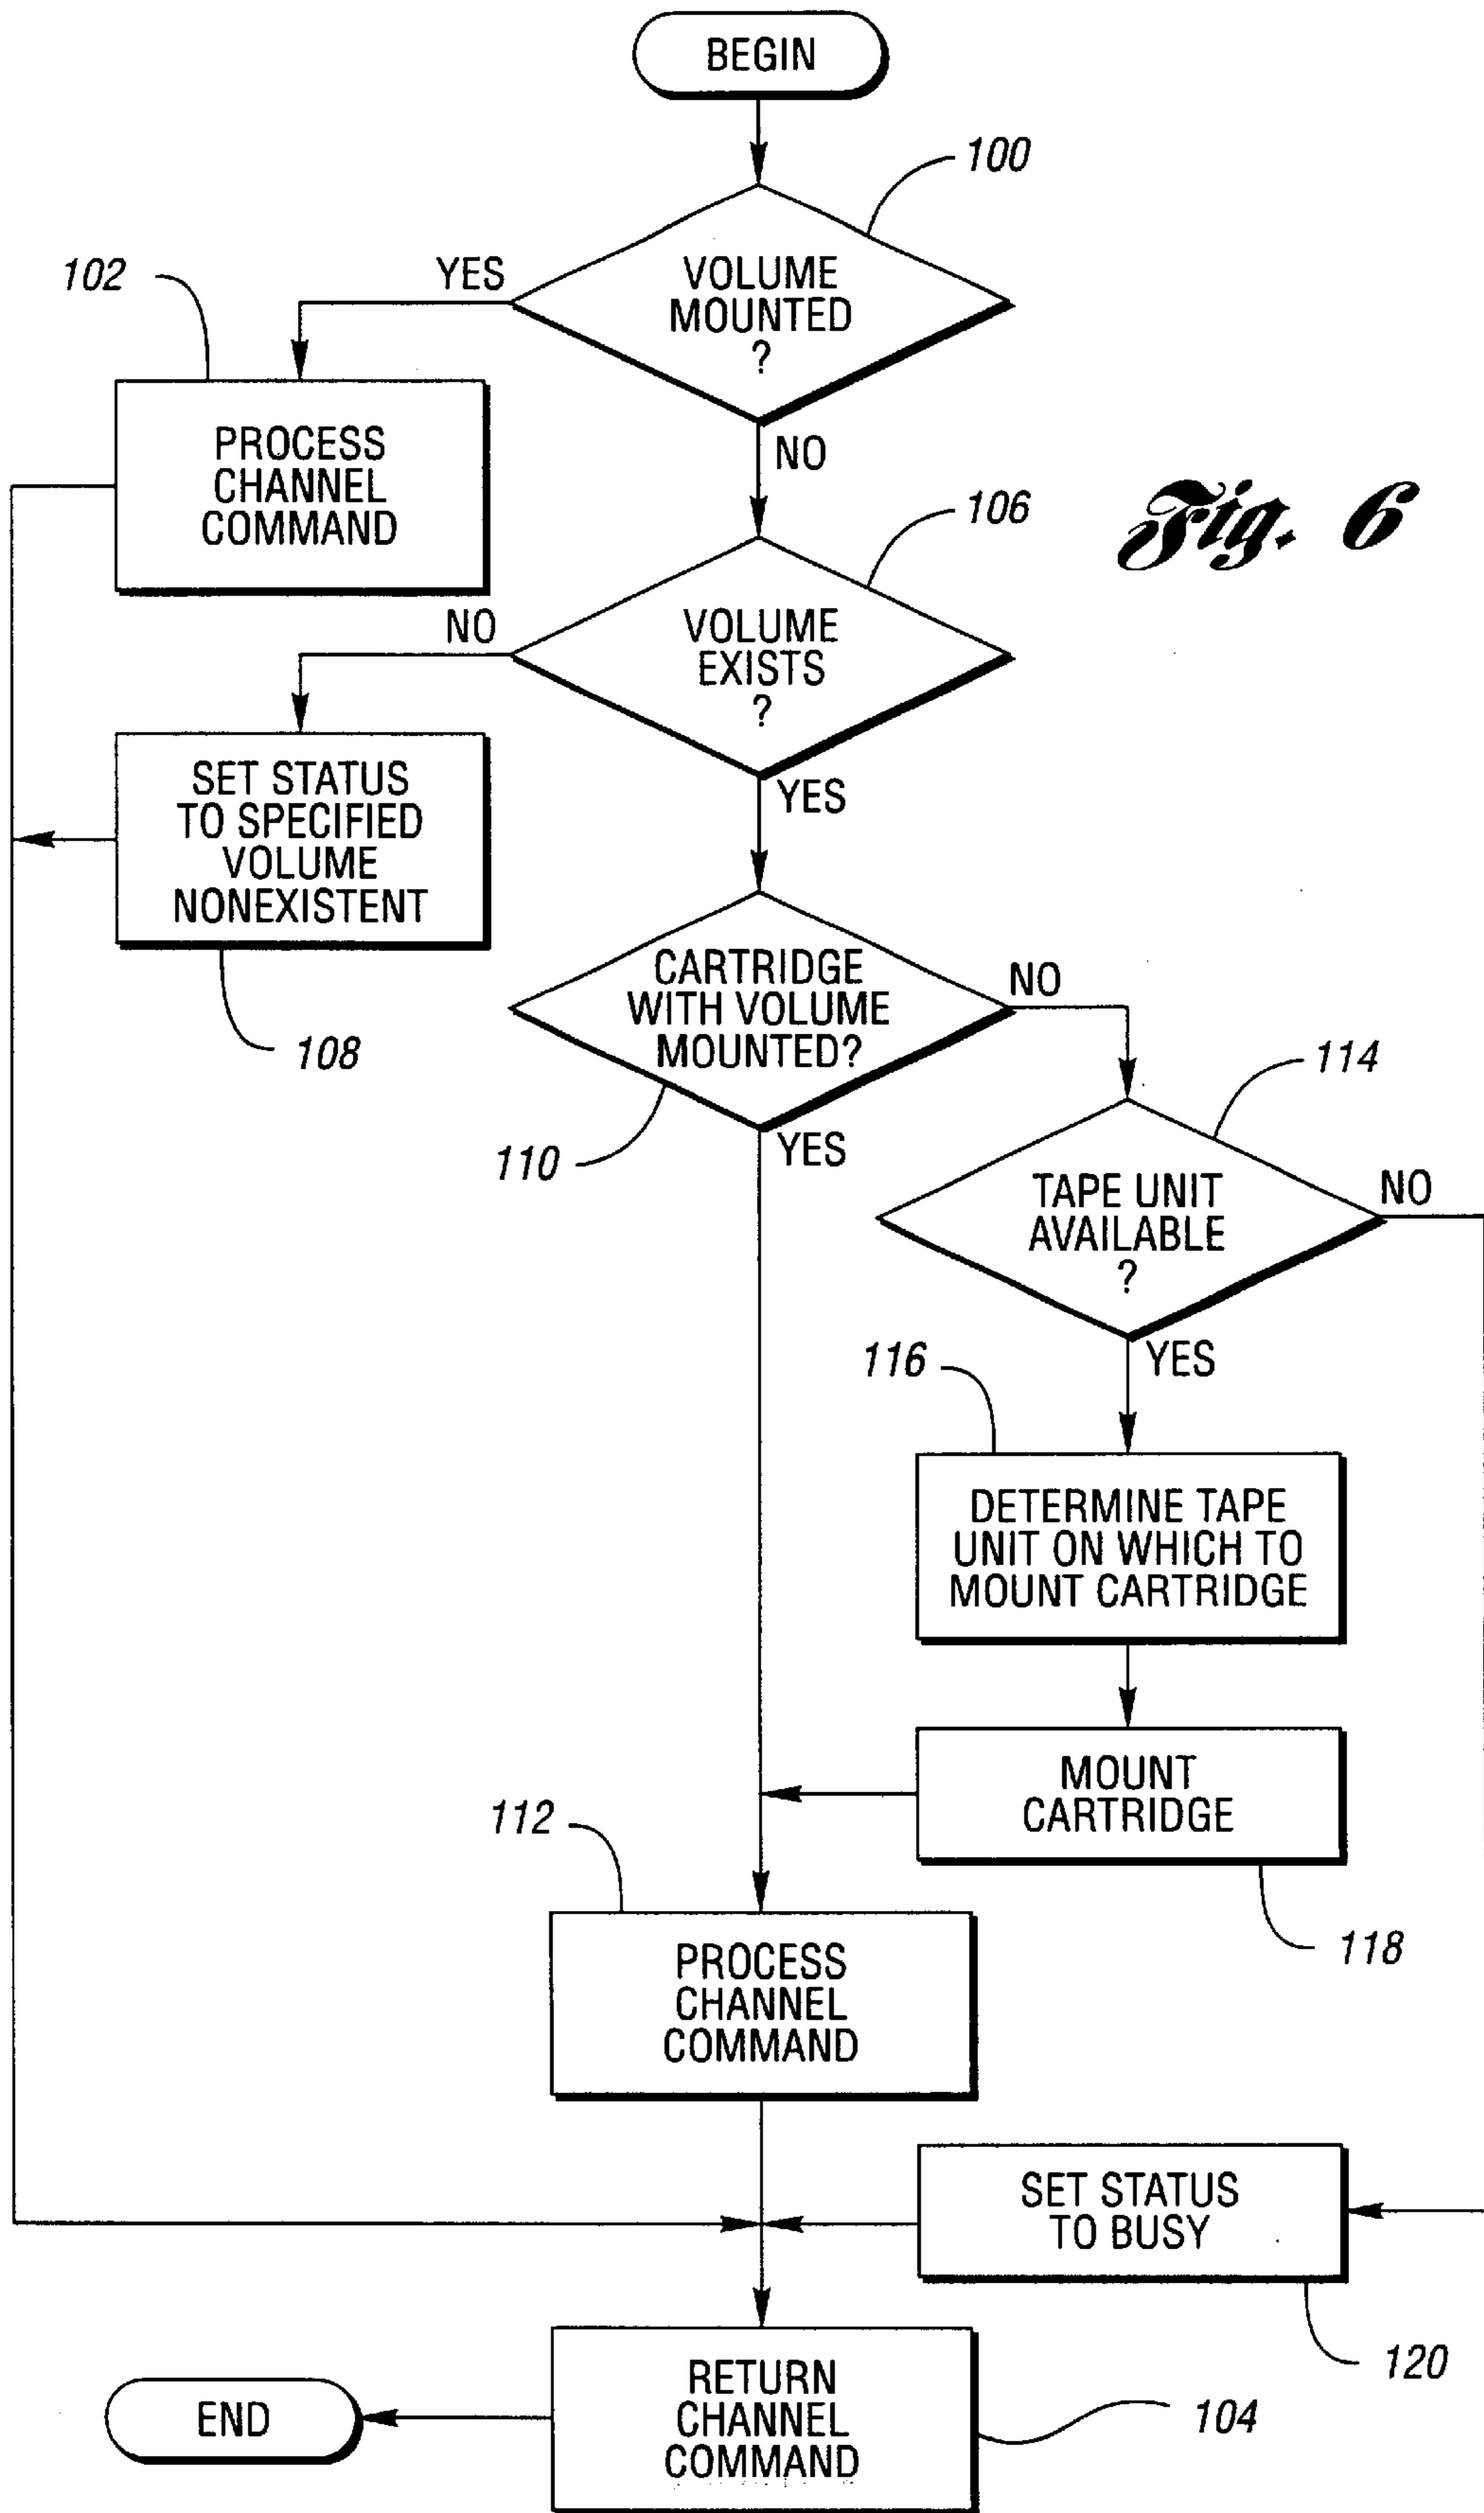 BEGIN
100
VOLUME
MOUNTED
?
YES
102
NO
PROCESS
CHANNEL
COMMAND
Fig. 6
106
VOLUME
EXISTS
?
NO
YES
SET STATUS
TO SPECIFIED
VOLUME
NONEXISTENT
108
CARTRIDGE
WITH VOLUME
MOUNTED?
NO
110
YES
114
TAPE UNIT
AVAILABLE
?
NO
YES
116
DETERMINE TAPE
UNIT ON WHICH TO
MOUNT CARTRIDGE
MOUNT
CARTRIDGE
118
112
PROCESS
CHANNEL
COMMAND
SET STATUS
TO BUSY
120
RETURN
CHANNEL
COMMAND
104
END